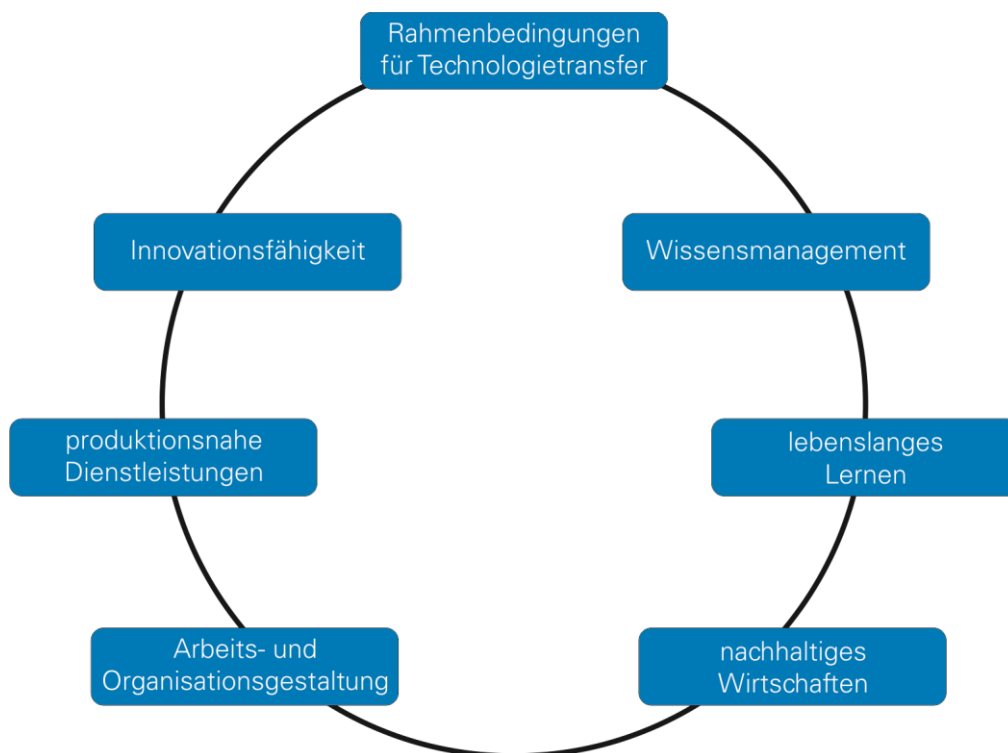 Rahmenbedingungen
für Technologietransfer
Innovationsfähigkeit
Wissensmanagement
produktionsnahe
Dienstleistungen
lebenslanges
Lernen
Arbeits- und
Organisationsgestaltung
nachhaltiges
Wirtschaften